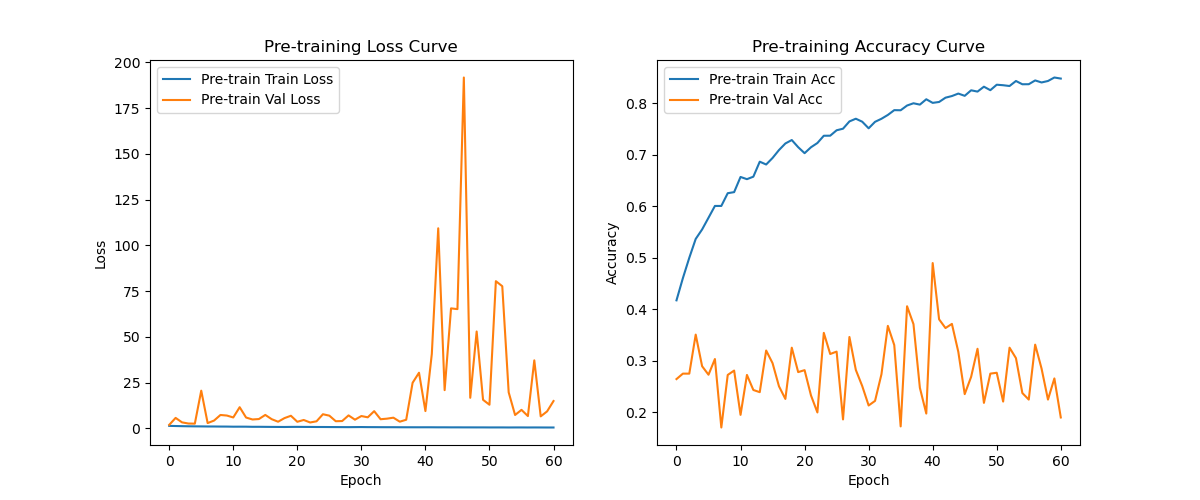 Pre-training Loss Curve
Pre-train Train Loss
Pre-train Val Loss
200
175
150
125
100
75
50
25
0
Loss
0 10 20 30 40 50 60
Epoch
Pre-training Accuracy Curve
Pre-train Train Acc
Pre-train Val Acc
0.8
0.7
0.6
0.5
0.4
0.3
0.2
Accuracy
0 10 20 30 40 50 60
Epoch